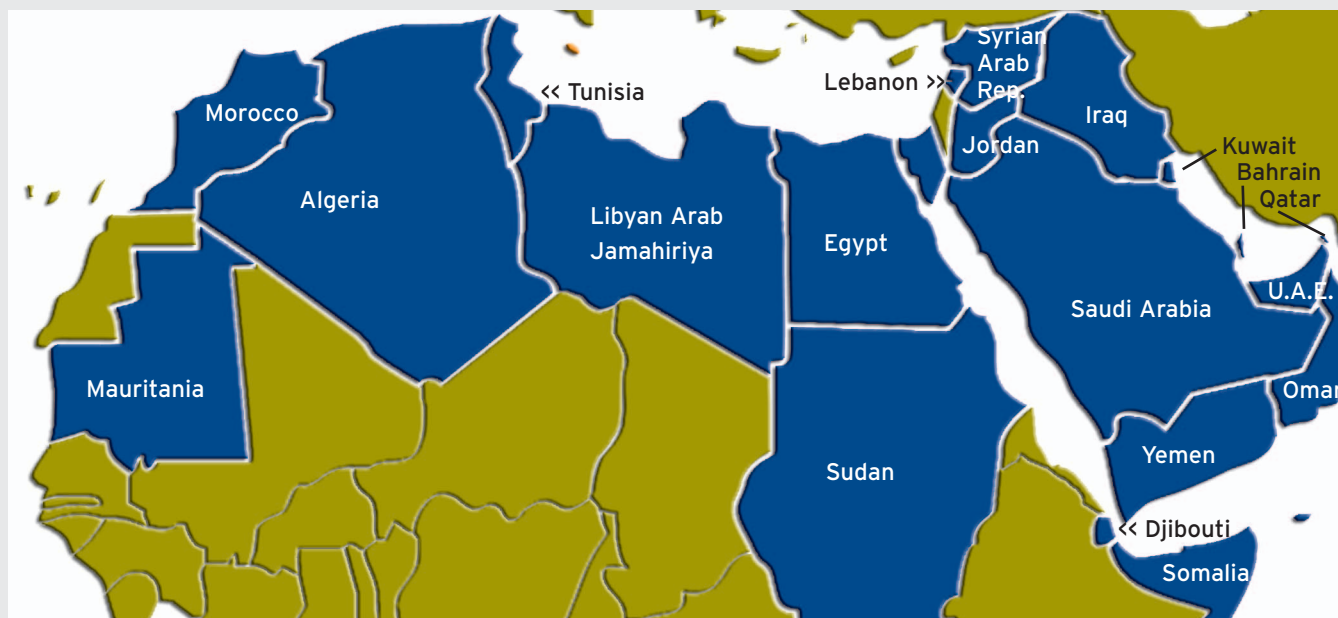 Syrian
Arab
Rep.
Lebanon >>
<< Tunisia
Morocco
Iraq
Jordan
Kuwait
Bahrain
Qatar
Algeria
Libyan Arab
Jamahiriya
Egypt
U.A.E.
Saudi Arabia
Mauritania
Oman
Yemen
Sudan
<< Djibouti
Somalia